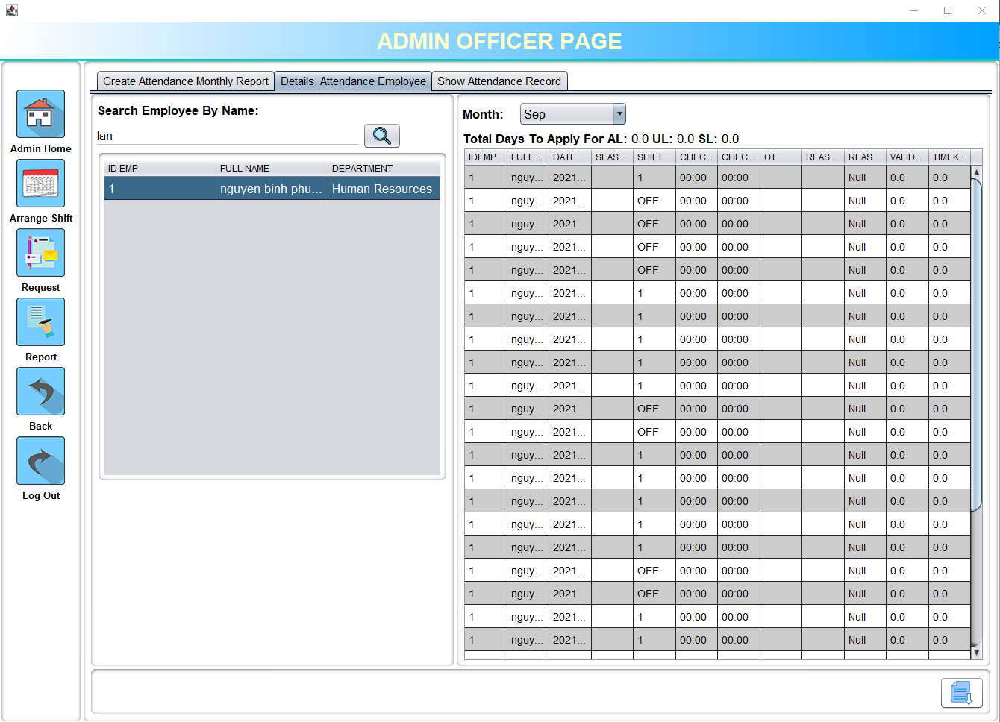 ADMIN OFFICER PAGE
Admin Home
Arrange Shift
Request
Report
Back
Log Out
Create Attendance Monthly Report Details Attendance Employee Show Attendance Record
Search Employee By Name:
lan
ID EMP FULL NAME DEPARTMENT
1 nguyen binh phu... Human Resources
Month: Sep
Total Days To Apply For AL: 0.0 UL: 0.0 SL: 0.0
IDEMP FULL... DATE SEAS... SHIFT CHEC... CHEC... OT REAS... REAS... VALID... TIMEK...
1 nguy... 2021... 1 00:00 00:00 Null 0.0 0.0
1 nguy... 2021... OFF 00:00 00:00 Null 0.0 0.0
1 nguy... 2021... OFF 00:00 00:00 Null 0.0 0.0
1 nguy... 2021... OFF 00:00 00:00 Null 0.0 0.0
1 nguy... 2021... OFF 00:00 00:00 Null 0.0 0.0
1 nguy... 2021... 1 00:00 00:00 Null 0.0 0.0
1 nguy... 2021... 1 00:00 00:00 Null 0.0 0.0
1 nguy... 2021... 1 00:00 00:00 Null 0.0 0.0
1 nguy... 2021... 1 00:00 00:00 Null 0.0 0.0
1 nguy... 2021... 1 00:00 00:00 Null 0.0 0.0
1 nguy... 2021... OFF 00:00 00:00 Null 0.0 0.0
1 nguy... 2021... OFF 00:00 00:00 Null 0.0 0.0
1 nguy... 2021... 1 00:00 00:00 Null 0.0 0.0
1 nguy... 2021... 1 00:00 00:00 Null 0.0 0.0
1 nguy... 2021... 1 00:00 00:00 Null 0.0 0.0
1 nguy... 2021... 1 00:00 00:00 Null 0.0 0.0
1 nguy... 2021... 1 00:00 00:00 Null 0.0 0.0
1 nguy... 2021... OFF 00:00 00:00 Null 0.0 0.0
1 nguy... 2021... OFF 00:00 00:00 Null 0.0 0.0
1 nguy... 2021... 1 00:00 00:00 Null 0.0 0.0
1 nguy... 2021... 1 00:00 00:00 Null 0.0 0.0